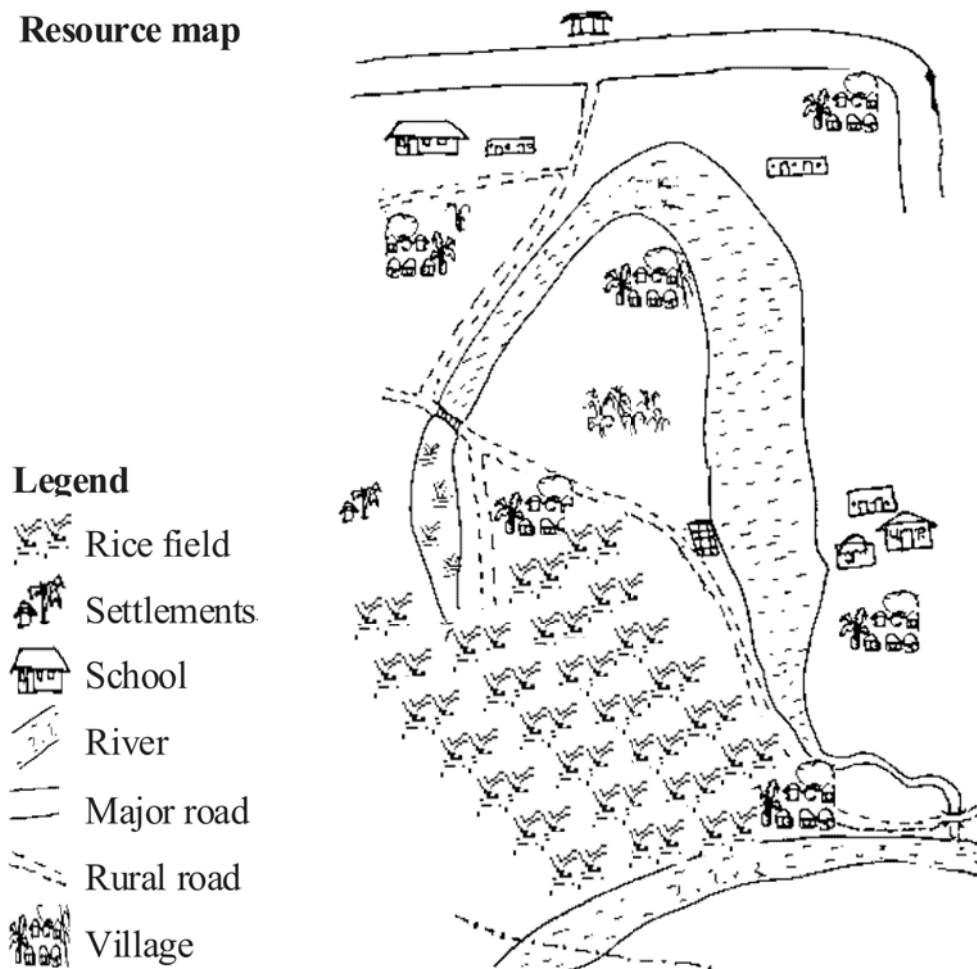 Resource map
Legend
Rice field
Settlements
School
River
Major road
Rural road
Village